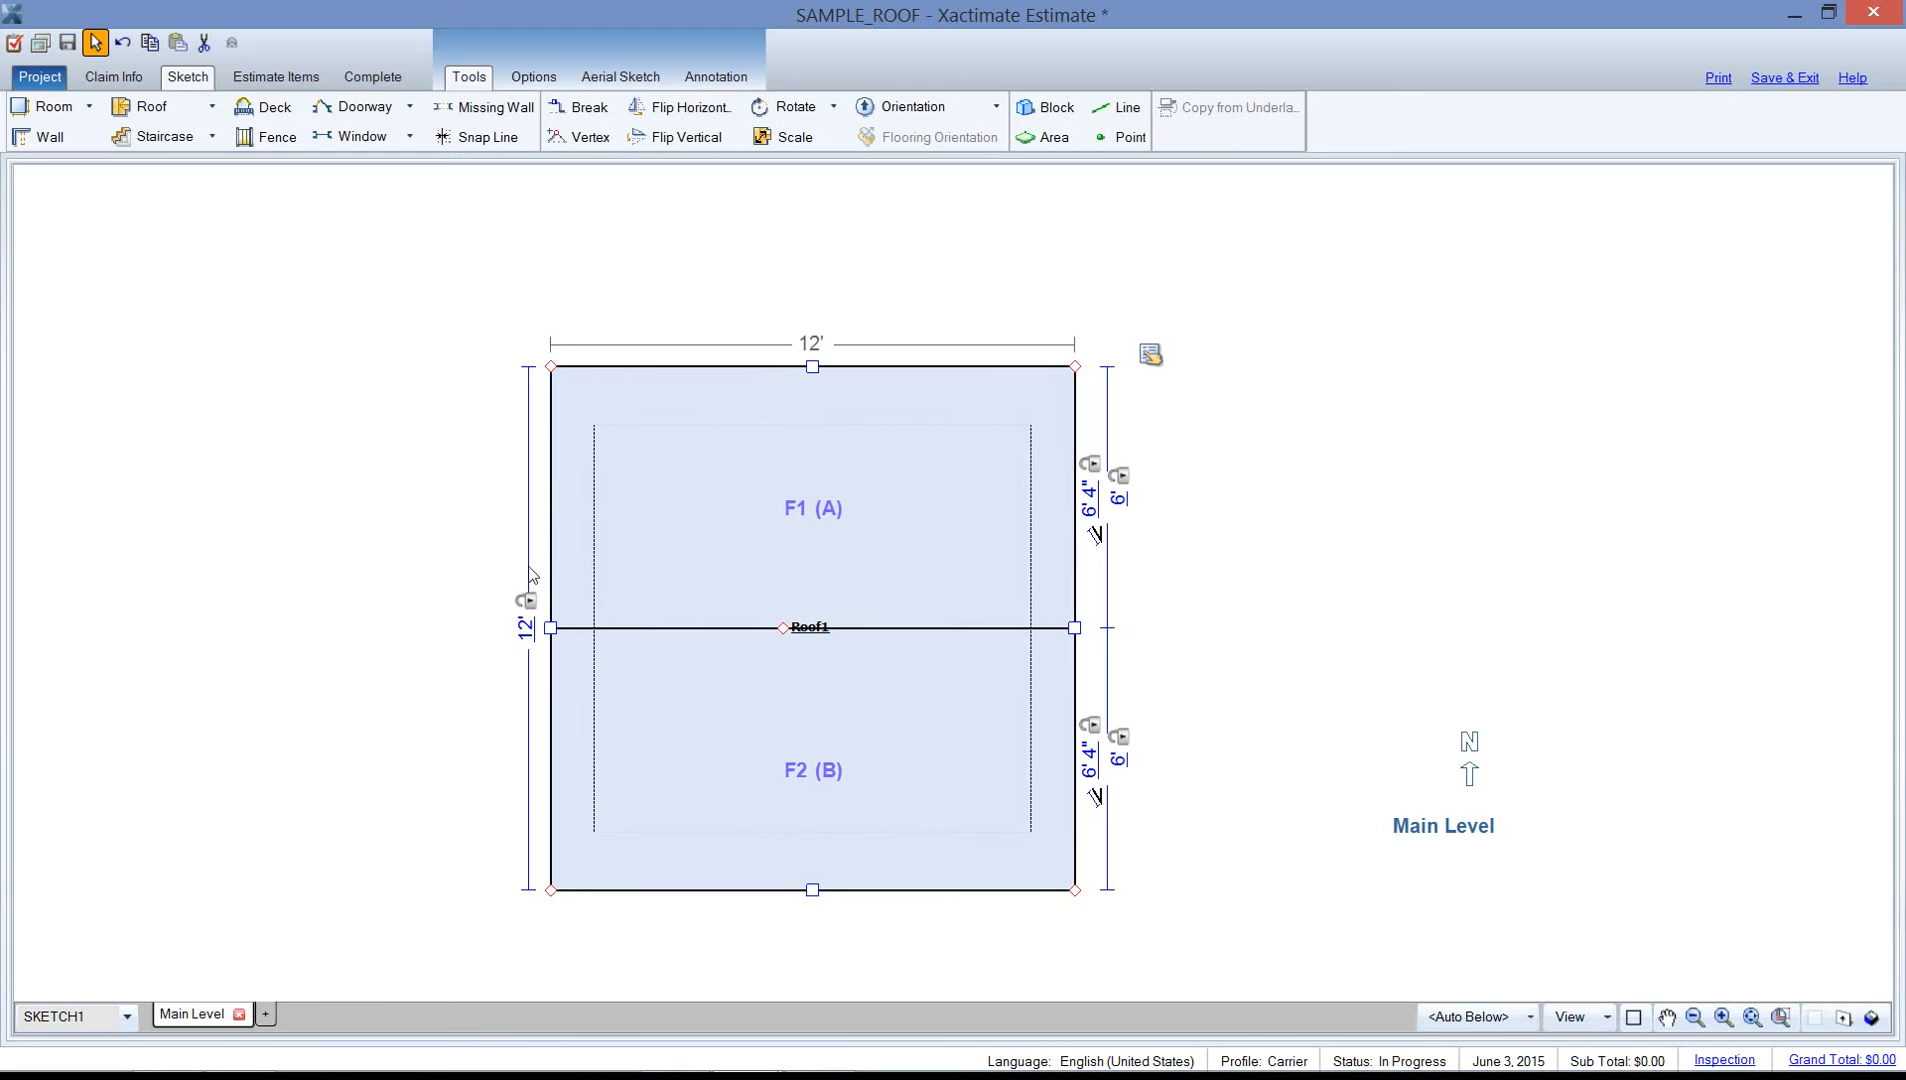 SAMPLE_ROOF - Xactimate Estimate *
Project Claim Info Sketch Estimate Items Complete Tools Options Aerial Sketch Annotation Print Save & Exit Help
Room Roof Deck Doorway Missing Wall Break Flip Horizont.. Rotate Orientation Block Line Copy from Underla..
Wall Staircase Fence Window Snap Line Vertex Flip Vertical Scale Flooring Orientation Area Point
12'
6' 4"
6'
F1 (A)
12'
Roof1
6' 4"
6'
F2 (B)
N
Main Level
SKETCH1 Main Level + <Auto Below> View
Language: English (United States) Profile: Carrier Status: In Progress June 3, 2015 Sub Total: $0.00 Inspection Grand Total: $0.00